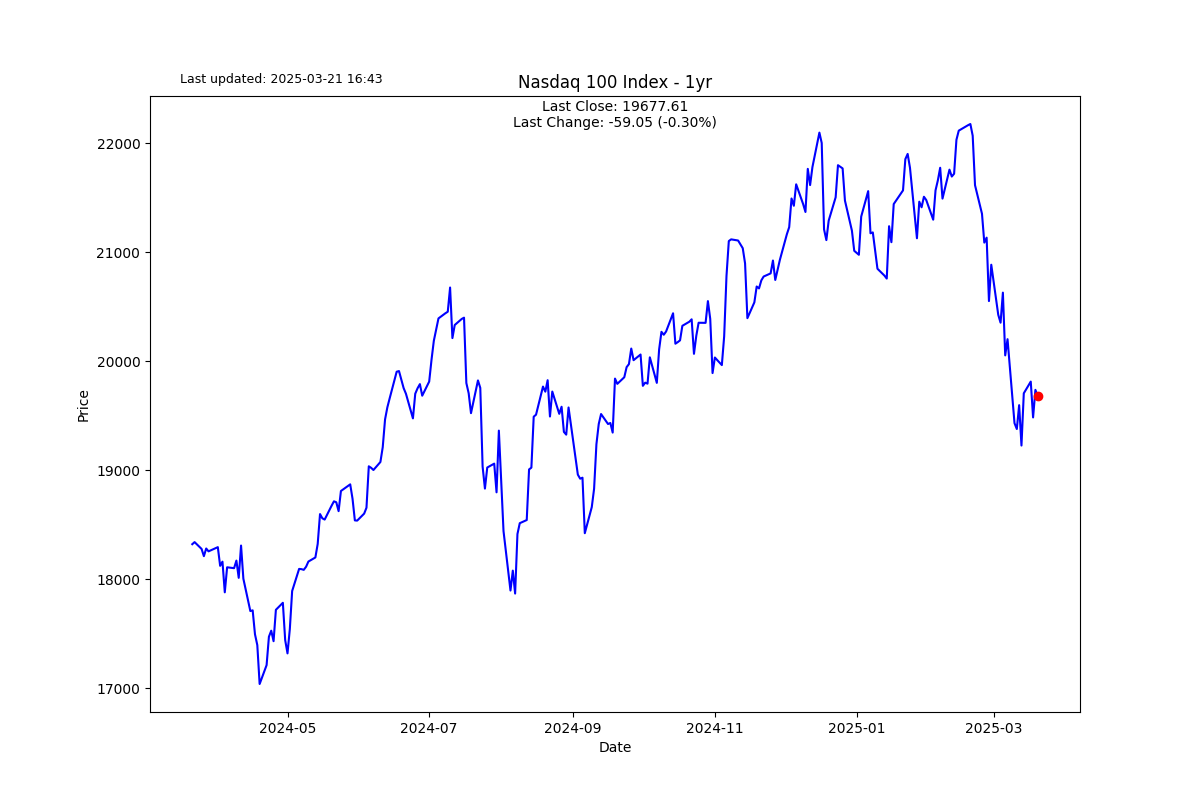 Last updated: 2025-03-21 16:43
Nasdaq 100 Index - 1yr
Last Close: 19677.61
Last Change: -59.05 (-0.30%)
22000
21000
20000
19000
18000
17000
Price
2024-05 2024-07 2024-09 2024-11 2025-01 2025-03
Date